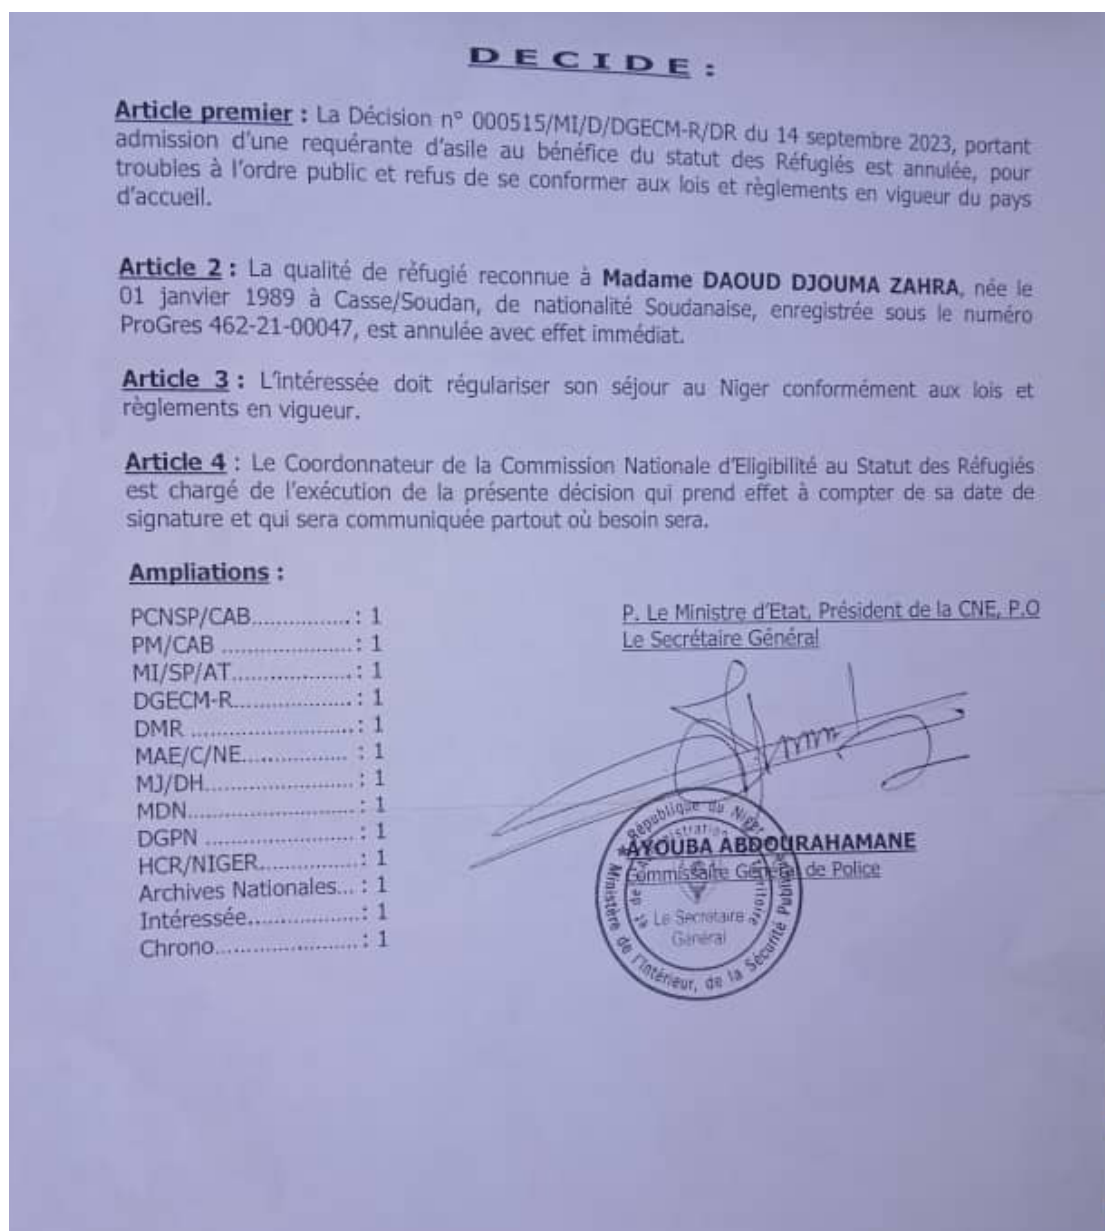 D E C I D E :
Article premier : La Décision n° 000515/MI/D/DGECM-R/DR du 14 septembre 2023, portant
admission d'une requérante d'asile au bénéfice du statut des Réfugiés est annulée, pour
troubles à l'ordre public et refus de se conformer aux lois et règlements en vigueur du pays
d'accueil.
Article 2 : La qualité de réfugié reconnue à Madame DAOUD DJOUMA ZAHRA, née le
01 janvier 1989 à Casse/Soudan, de nationalité Soudanaise, enregistrée sous le numéro
ProGres 462-21-00047, est annulée avec effet immédiat.
Article 3 : L'intéressée doit régulariser son séjour au Niger conformément aux lois et
règlements en vigueur.
Article 4 : Le Coordonnateur de la Commission Nationale d'Eligibilité au Statut des Réfugiés
est chargé de l'exécution de la présente décision qui prend effet à compter de sa date de
signature et qui sera communiquée partout où besoin sera.
Ampliations :
PCNSP/CAB................: 1
PM/CAB ......................: 1
MI/SP/AT....................: 1
DGECM-R....................: 1
DMR ...........................: 1
MAE/C/NE.................. : 1
MJ/DH.........................: 1
MDN............................: 1
DGPN .........................: 1
HCR/NIGER................: 1
Archives Nationales... : 1
Intéressée...................: 1
Chrono........................: 1
P. Le Ministre d'Etat, Président de la CNE, P.O
Le Secrétaire Général
AYOUBA ABDOURAHAMANE
Commissaire Général de Police
République du Niger
Ministère de l'Intérieur, de la Sécurité Publique
et de l'Administration du Territoire
Le Secrétaire
Général